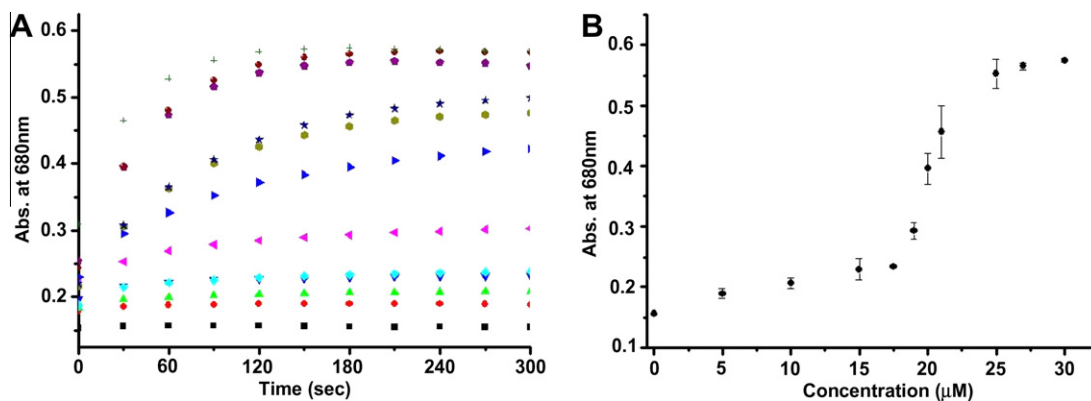 A
0.6
0.5
0.4
0.3
0.2
Abs. at 680nm
0 60 120 180 240 300
Time (sec)
B
0.6
0.5
0.4
0.3
0.2
0.1
Abs. at 680nm
0 5 10 15 20 25 30
Concentration (μM)